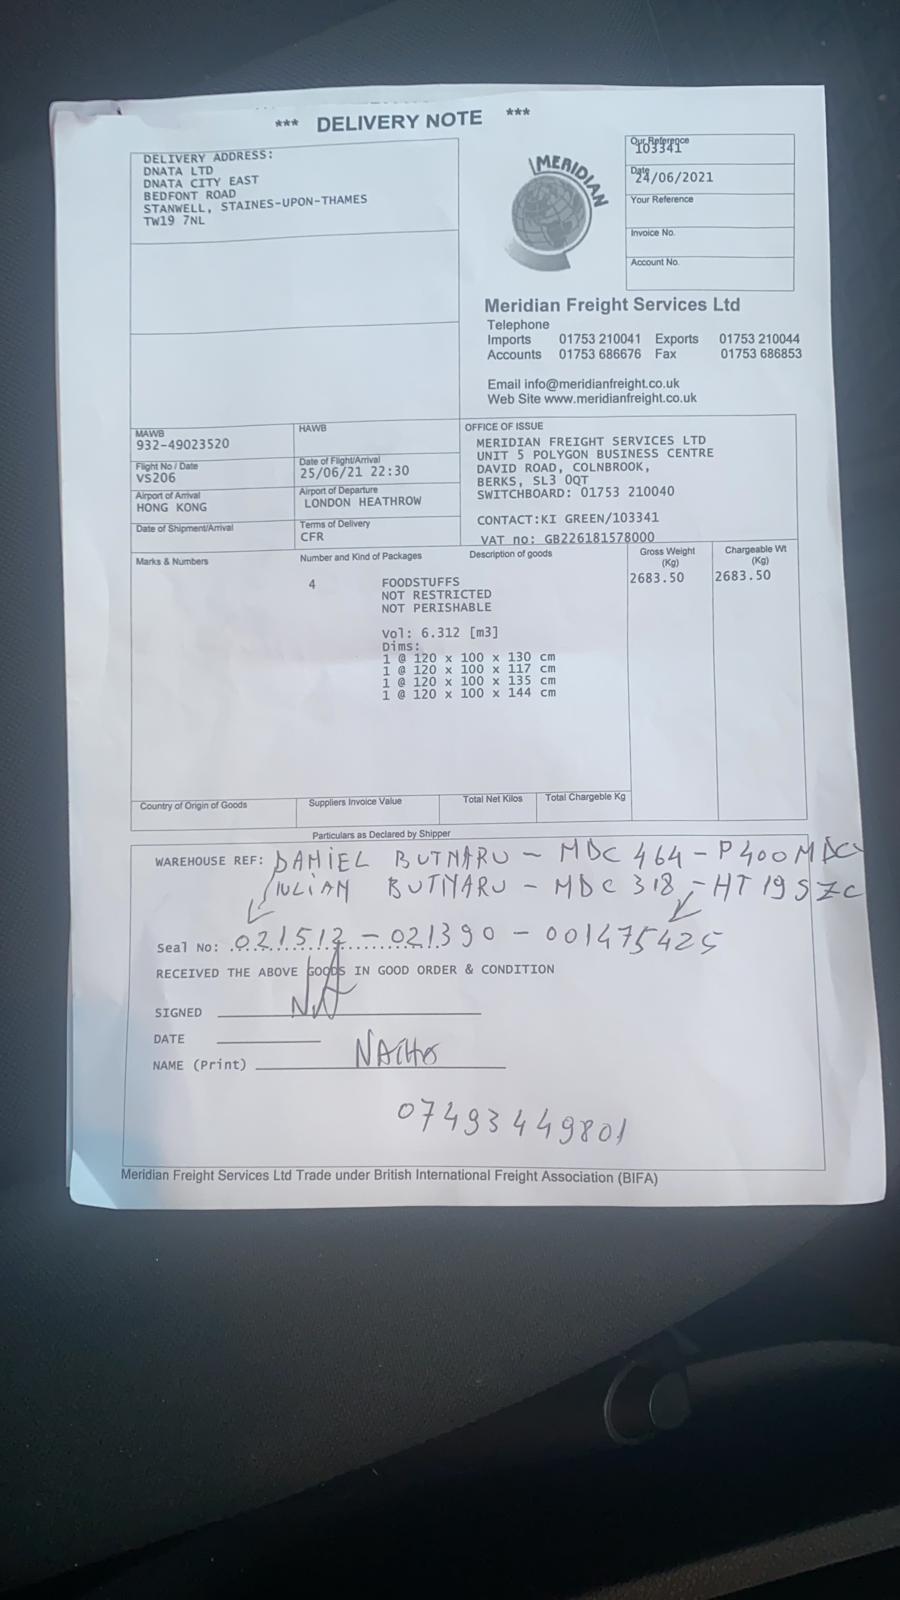 *** DELIVERY NOTE ***
DELIVERY ADDRESS:
DNATA LTD
DNATA CITY EAST
BEDFONT ROAD
STANWELL, STAINES-UPON-THAMES
TW19 7NL
MERIDIAN
Our Reference
103341
Date
24/06/2021
Your Reference
Invoice No.
Account No.
Meridian Freight Services Ltd
Telephone
Imports 01753 210041 Exports 01753 210044
Accounts 01753 686676 Fax 01753 686853
Email info@meridianfreight.co.uk
Web Site www.meridianfreight.co.uk
MAWB
932-49023520
HAWB
Flight No / Date
VS206
Date of Flight/Arrival
25/06/21 22:30
Airport of Arrival
HONG KONG
Airport of Departure
LONDON HEATHROW
Date of Shipment/Arrival
Terms of Delivery
CFR
OFFICE OF ISSUE
MERIDIAN FREIGHT SERVICES LTD
UNIT 5 POLYGON BUSINESS CENTRE
DAVID ROAD, COLNBROOK,
BERKS, SL3 0QT
SWITCHBOARD: 01753 210040
CONTACT:KI GREEN/103341
VAT no: GB226181578000
Marks & Numbers Number and Kind of Packages Description of goods Gross Weight (Kg) Chargeable Wt (Kg)
4 FOODSTUFFS 2683.50 2683.50
NOT RESTRICTED
NOT PERISHABLE
Vol: 6.312 [m3]
Dims:
1 @ 120 x 100 x 130 cm
1 @ 120 x 100 x 117 cm
1 @ 120 x 100 x 135 cm
1 @ 120 x 100 x 144 cm
Country of Origin of Goods Suppliers Invoice Value Total Net Kilos Total Chargeble Kg
Particulars as Declared by Shipper
WAREHOUSE REF: DANIEL BUTNARU - MDC 464 - P400MDC
IULIAN BUTNARU - MDC 318 - HT19SZC
Seal No: 021512 - 021390 - 001475425
RECEIVED THE ABOVE GOODS IN GOOD ORDER & CONDITION
SIGNED
DATE
NAME (Print)
07493449801
Meridian Freight Services Ltd Trade under British International Freight Association (BIFA)